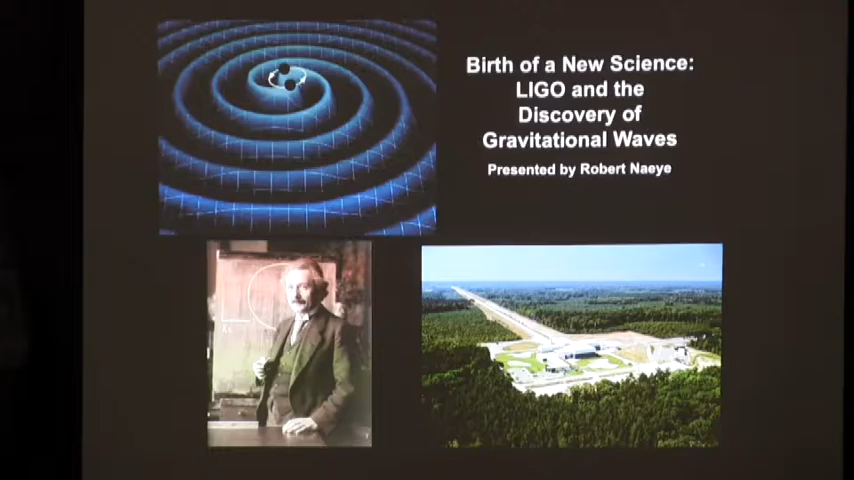 Birth of a New Science:
LIGO and the
Discovery of
Gravitational Waves
Presented by Robert Naeye